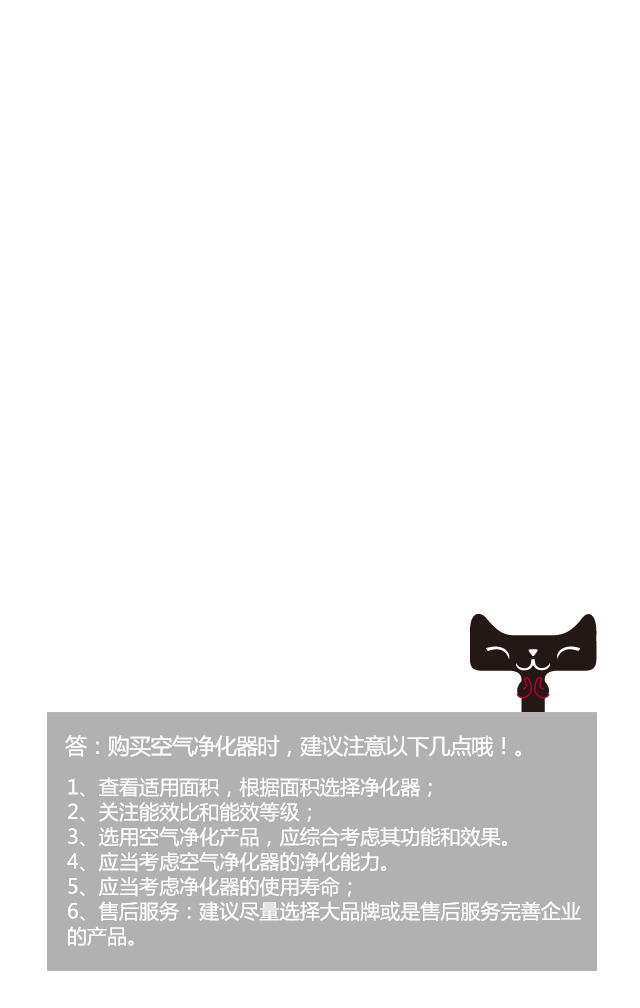 答：购买空气净化器时，建议注意以下几点哦！。
1、查看适用面积，根据面积选择净化器；
2、关注能效比和能效等级；
3、选用空气净化产品，应综合考虑其功能和效果。
4、应当考虑空气净化器的净化能力。
5、应当考虑净化器的使用寿命；
6、售后服务：建议尽量选择大品牌或是售后服务完善企业
的产品。